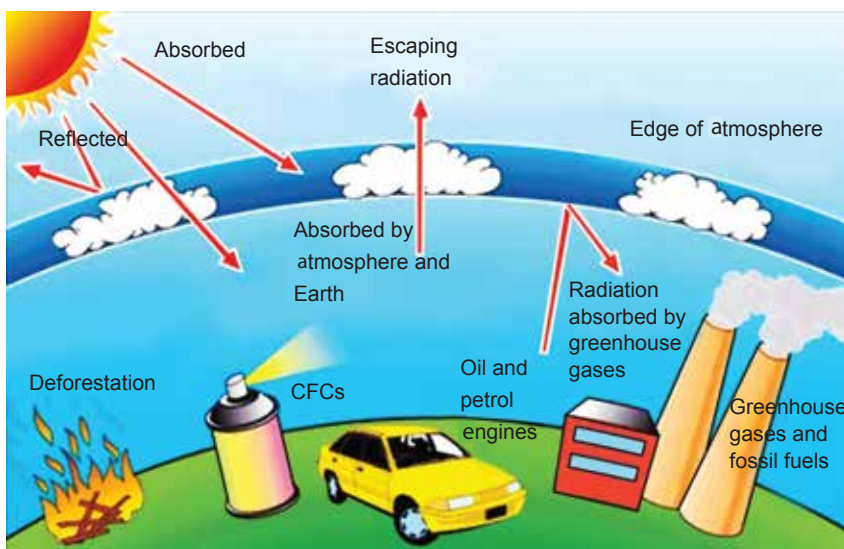 Absorbed
Escaping
radiation
Reflected
Edge of atmosphere
Absorbed by
atmosphere and
Earth
Radiation
absorbed by
greenhouse
gases
Deforestation
CFCs
Oil and
petrol
engines
Greenhouse
gases and
fossil fuels